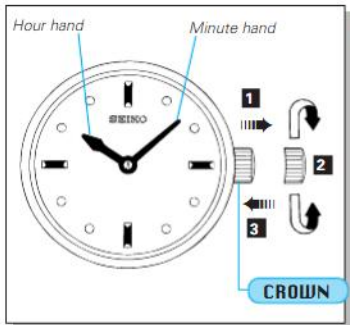 Hour hand
Minute hand
SEIKO
1
2
3
CROWN